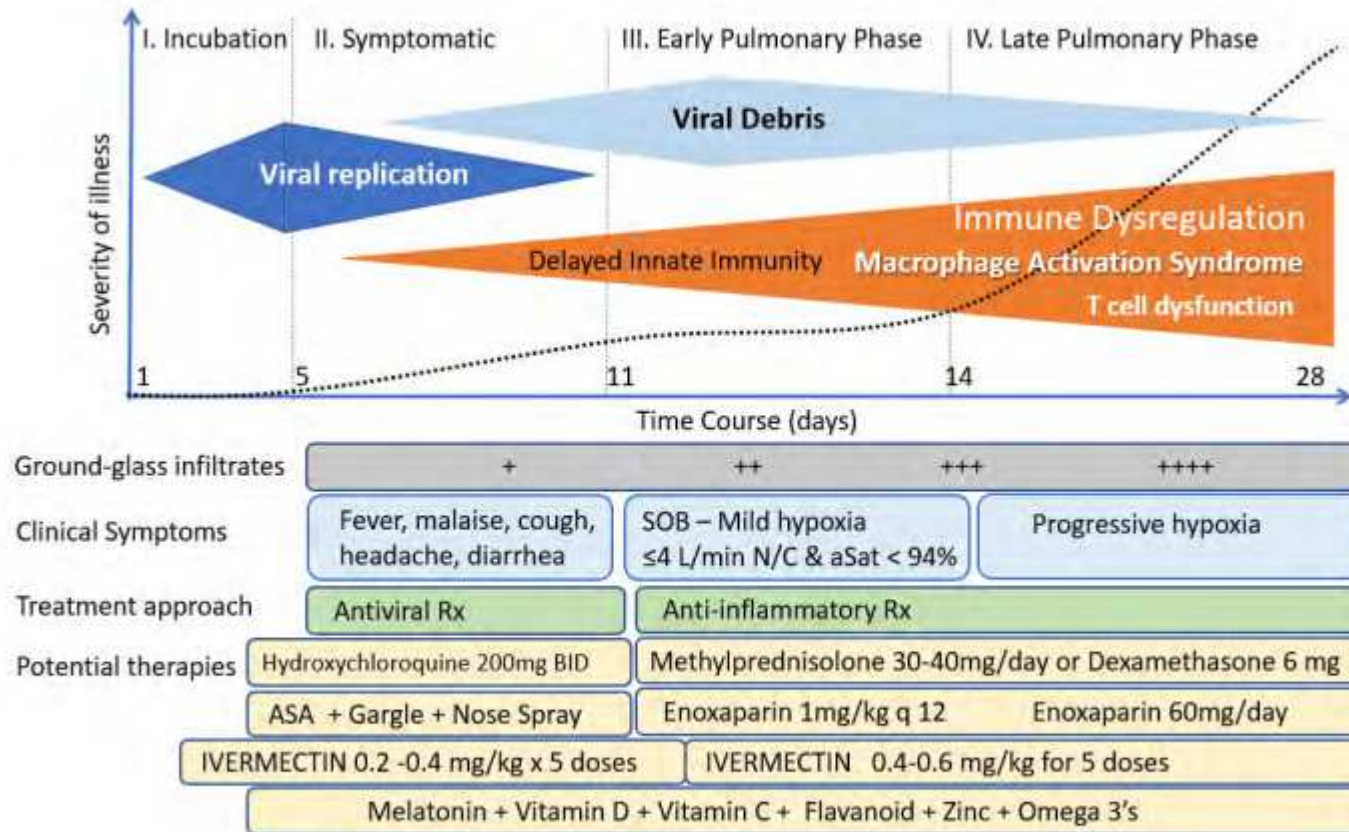 I. Incubation
II. Symptomatic
III. Early Pulmonary Phase
IV. Late Pulmonary Phase
Severity of illness
Viral Debris
Viral replication
Immune Dysregulation
Delayed Innate Immunity
Macrophage Activation Syndrome
T cell dysfunction
1
5
11
14
28
Time Course (days)
Ground-glass infiltrates
+
++
+++
++++
Clinical Symptoms
Fever, malaise, cough,
headache, diarrhea
SOB – Mild hypoxia
≤4 L/min N/C & aSat < 94%
Progressive hypoxia
Treatment approach
Antiviral Rx
Anti-inflammatory Rx
Potential therapies
Hydroxychloroquine 200mg BID
Methylprednisolone 30-40mg/day or Dexamethasone 6 mg
ASA + Gargle + Nose Spray
Enoxaparin 1mg/kg q 12
Enoxaparin 60mg/day
IVERMECTIN 0.2 -0.4 mg/kg x 5 doses
IVERMECTIN 0.4-0.6 mg/kg for 5 doses
Melatonin + Vitamin D + Vitamin C + Flavanoid + Zinc + Omega 3's